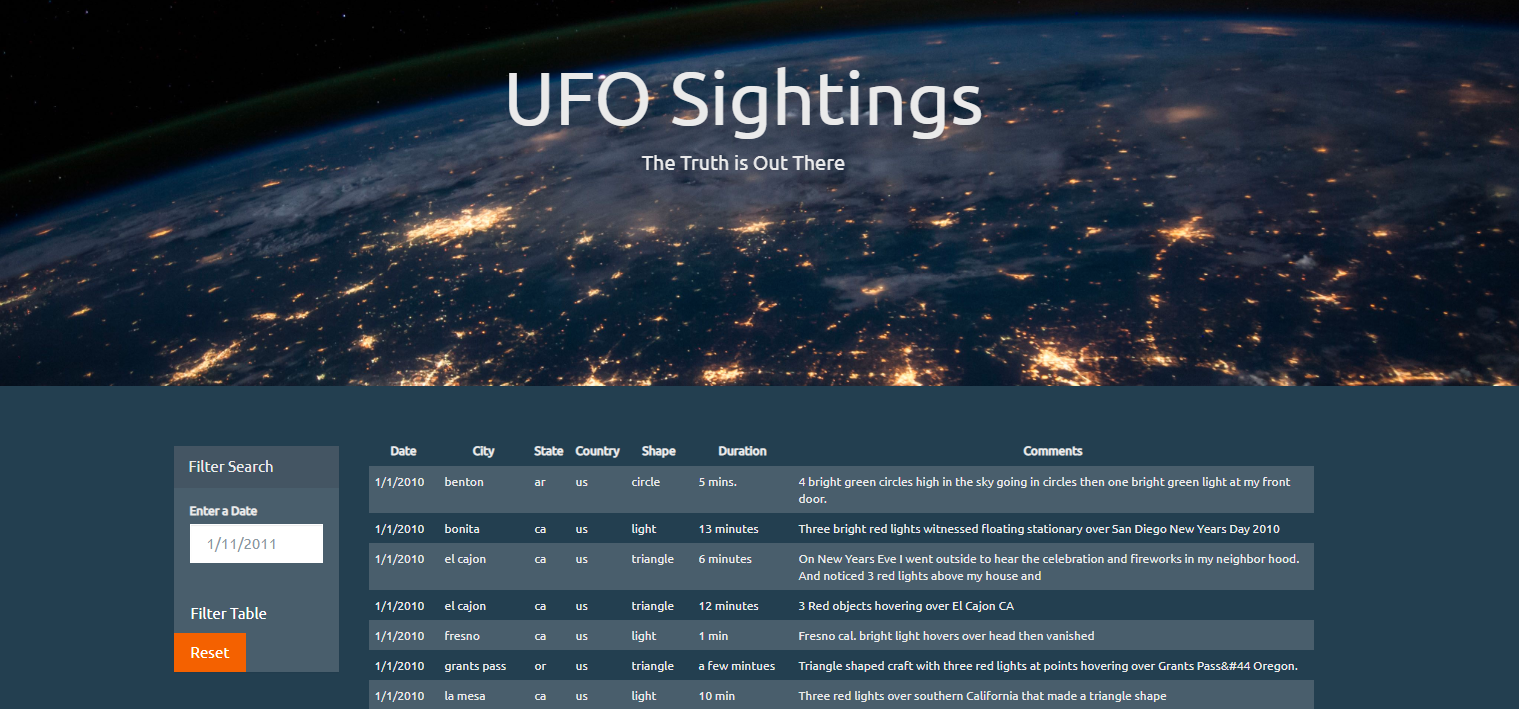 UFO Sightings
The Truth is Out There
Filter Search
Enter a Date
1/11/2011
Filter Table
Reset
Date City State Country Shape Duration Comments
1/1/2010 benton ar us circle 5 mins. 4 bright green circles high in the sky going in circles then one bright green light at my front
door.
1/1/2010 bonita ca us light 13 minutes Three bright red lights witnessed floating stationary over San Diego New Years Day 2010
1/1/2010 el cajon ca us triangle 6 minutes On New Years Eve I went outside to hear the celebration and fireworks in my neighbor hood.
And noticed 3 red lights above my house and
1/1/2010 el cajon ca us triangle 12 minutes 3 Red objects hovering over El Cajon CA
1/1/2010 fresno ca us light 1 min Fresno cal. bright light hovers over head then vanished
1/1/2010 grants pass or us triangle a few mintues Triangle shaped craft with three red lights at points hovering over Grants Pass&#44 Oregon.
1/1/2010 la mesa ca us light 10 min Three red lights over southern California that made a triangle shape